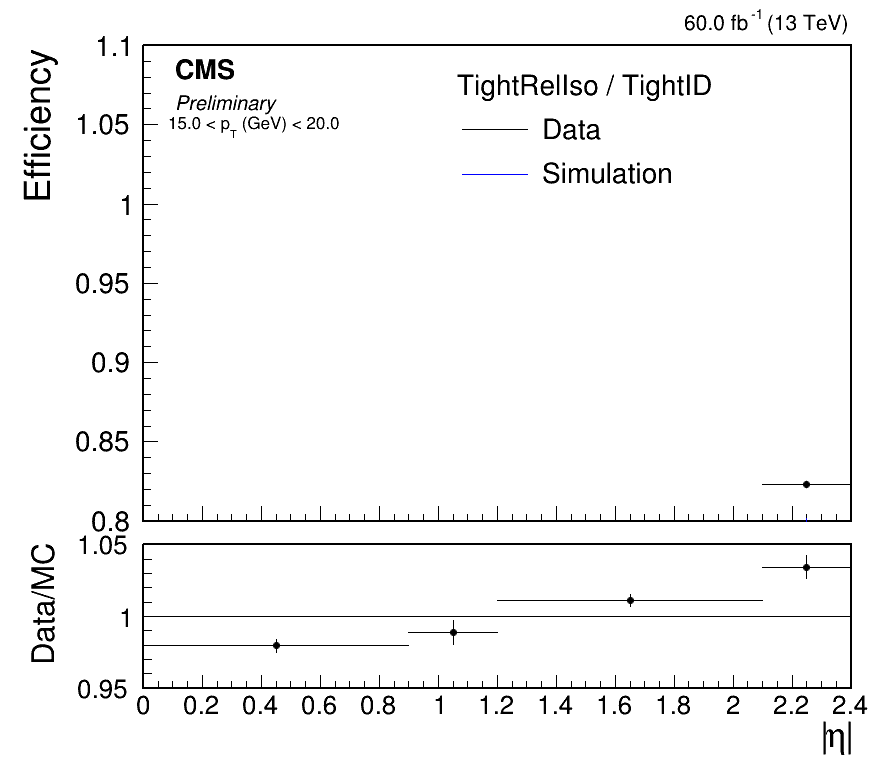 60.0 fb-1 (13 TeV)
CMS
Preliminary
15.0 < pT (GeV) < 20.0
TightRelIso / TightID
Data
Simulation
Efficiency
1.1
1.05
1
0.95
0.9
0.85
0.8
Data/MC
1.05
1
0.95
0 0.2 0.4 0.6 0.8 1 1.2 1.4 1.6 1.8 2 2.2 2.4
|η|